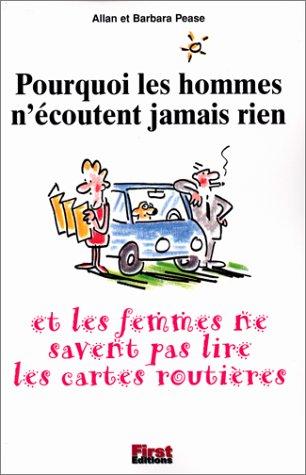 Allan et Barbara Pease
Pourquoi les hommes
n'écoutent jamais rien
et les femmes ne
savent pas lire
les cartes routières
First
Editions